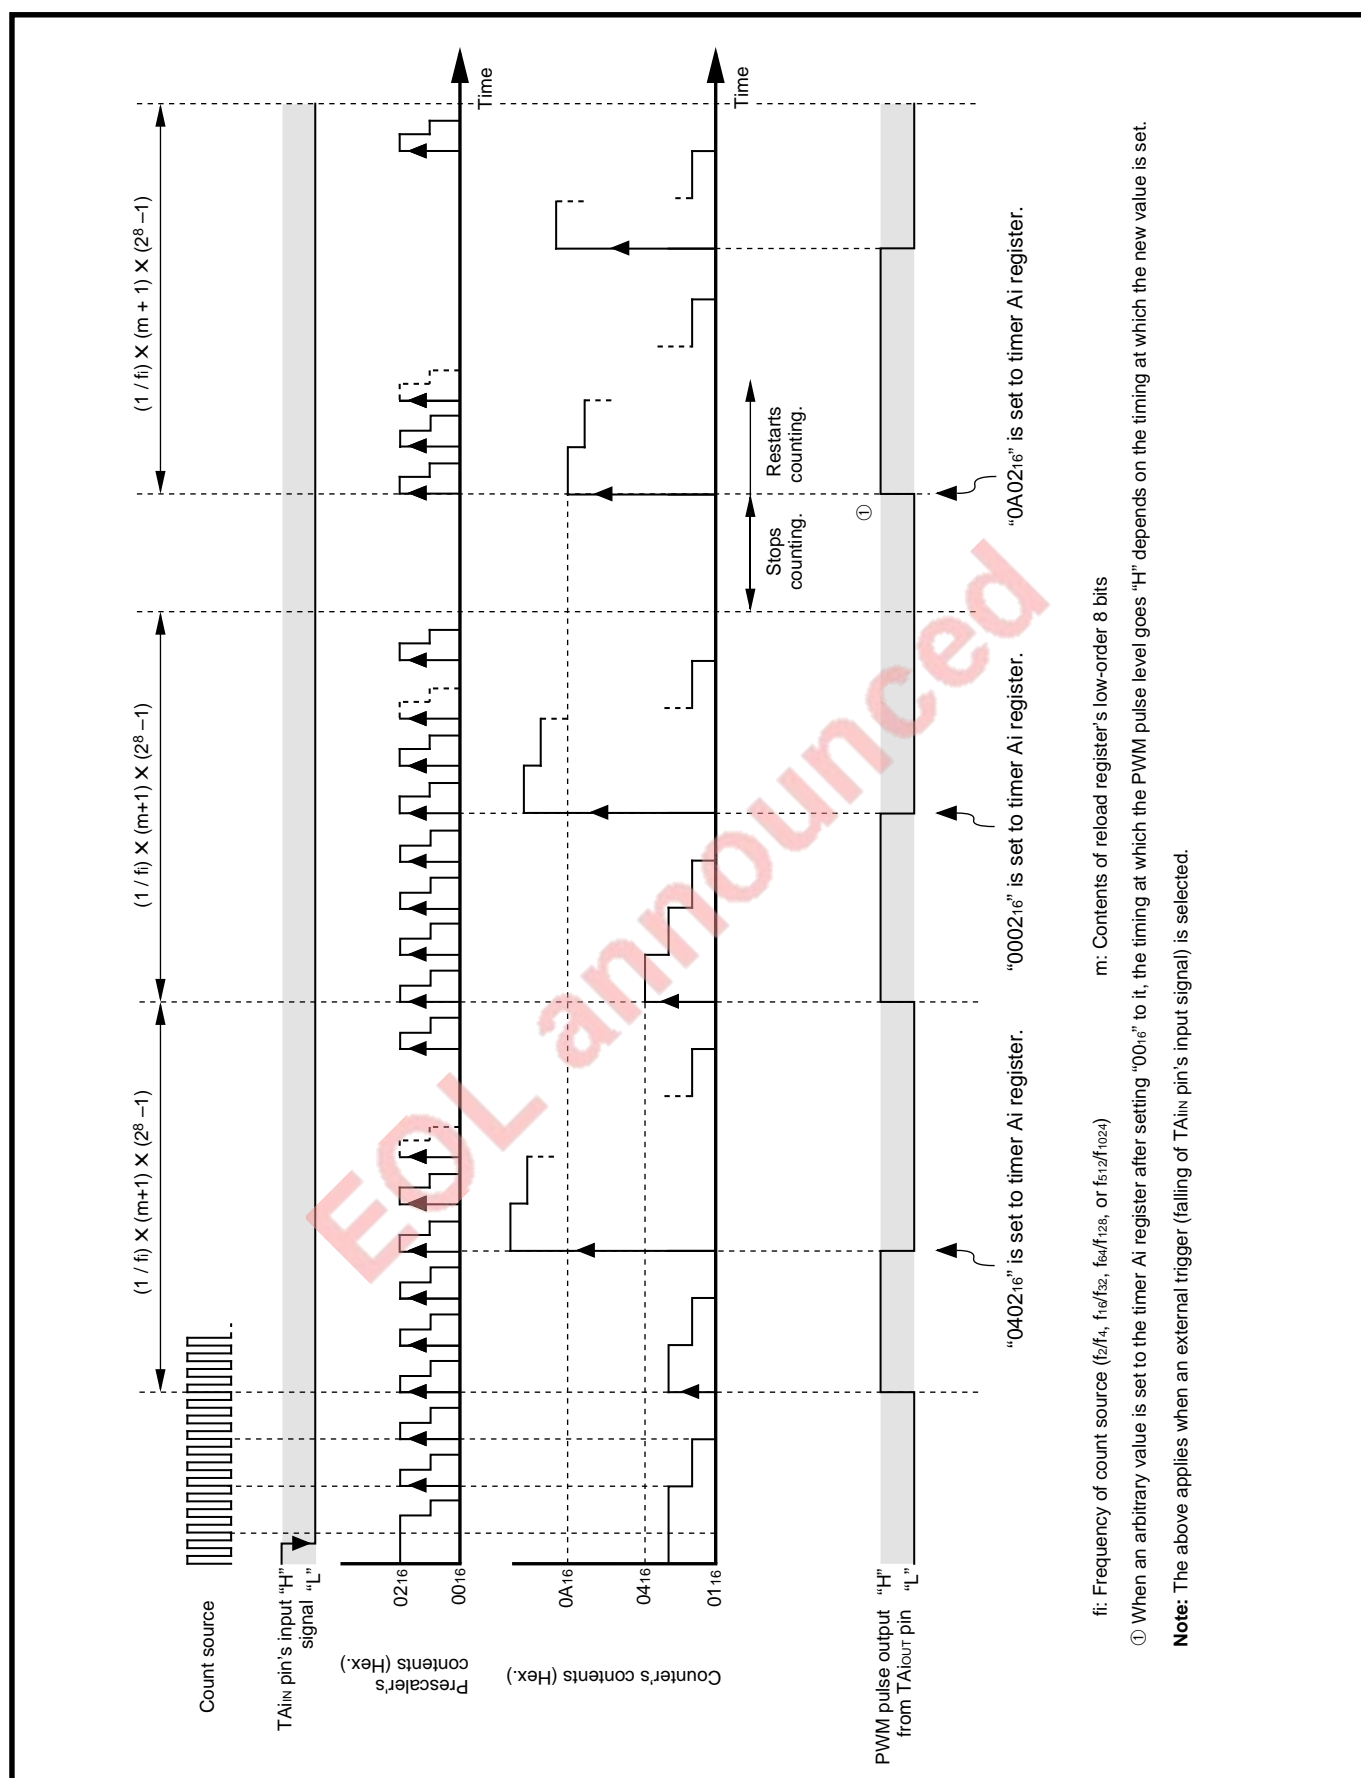 (1 / fi) X (m+1) X (2⁸ –1)
(1 / fi) X (m+1) X (2⁸ –1)
(1 / fi) X (m + 1) X (2⁸ –1)
Count source
TAiIN pin's input “H”
signal “L”
Prescaler's
contents (Hex.)
02₁₆
00₁₆
Time
Counter's contents (Hex.)
0A₁₆
04₁₆
01₁₆
Time
Stops
counting.
Restarts
counting.
①
PWM pulse output “H”
from TAiOUT pin “L”
“0402₁₆” is set to timer Ai register.
“0002₁₆” is set to timer Ai register.
“0A02₁₆” is set to timer Ai register.
fi: Frequency of count source (f₂/f₄, f₁₆/f₃₂, f₆₄/f₁₂₈, or f₅₁₂/f₁₀₂₄)
m: Contents of reload register's low-order 8 bits
① When an arbitrary value is set to the timer Ai register after setting “00₁₆” to it, the timing at which the PWM pulse level goes “H” depends on the timing at which the new value is set.
Note: The above applies when an external trigger (falling of TAiIN pin's input signal) is selected.
EOL announced